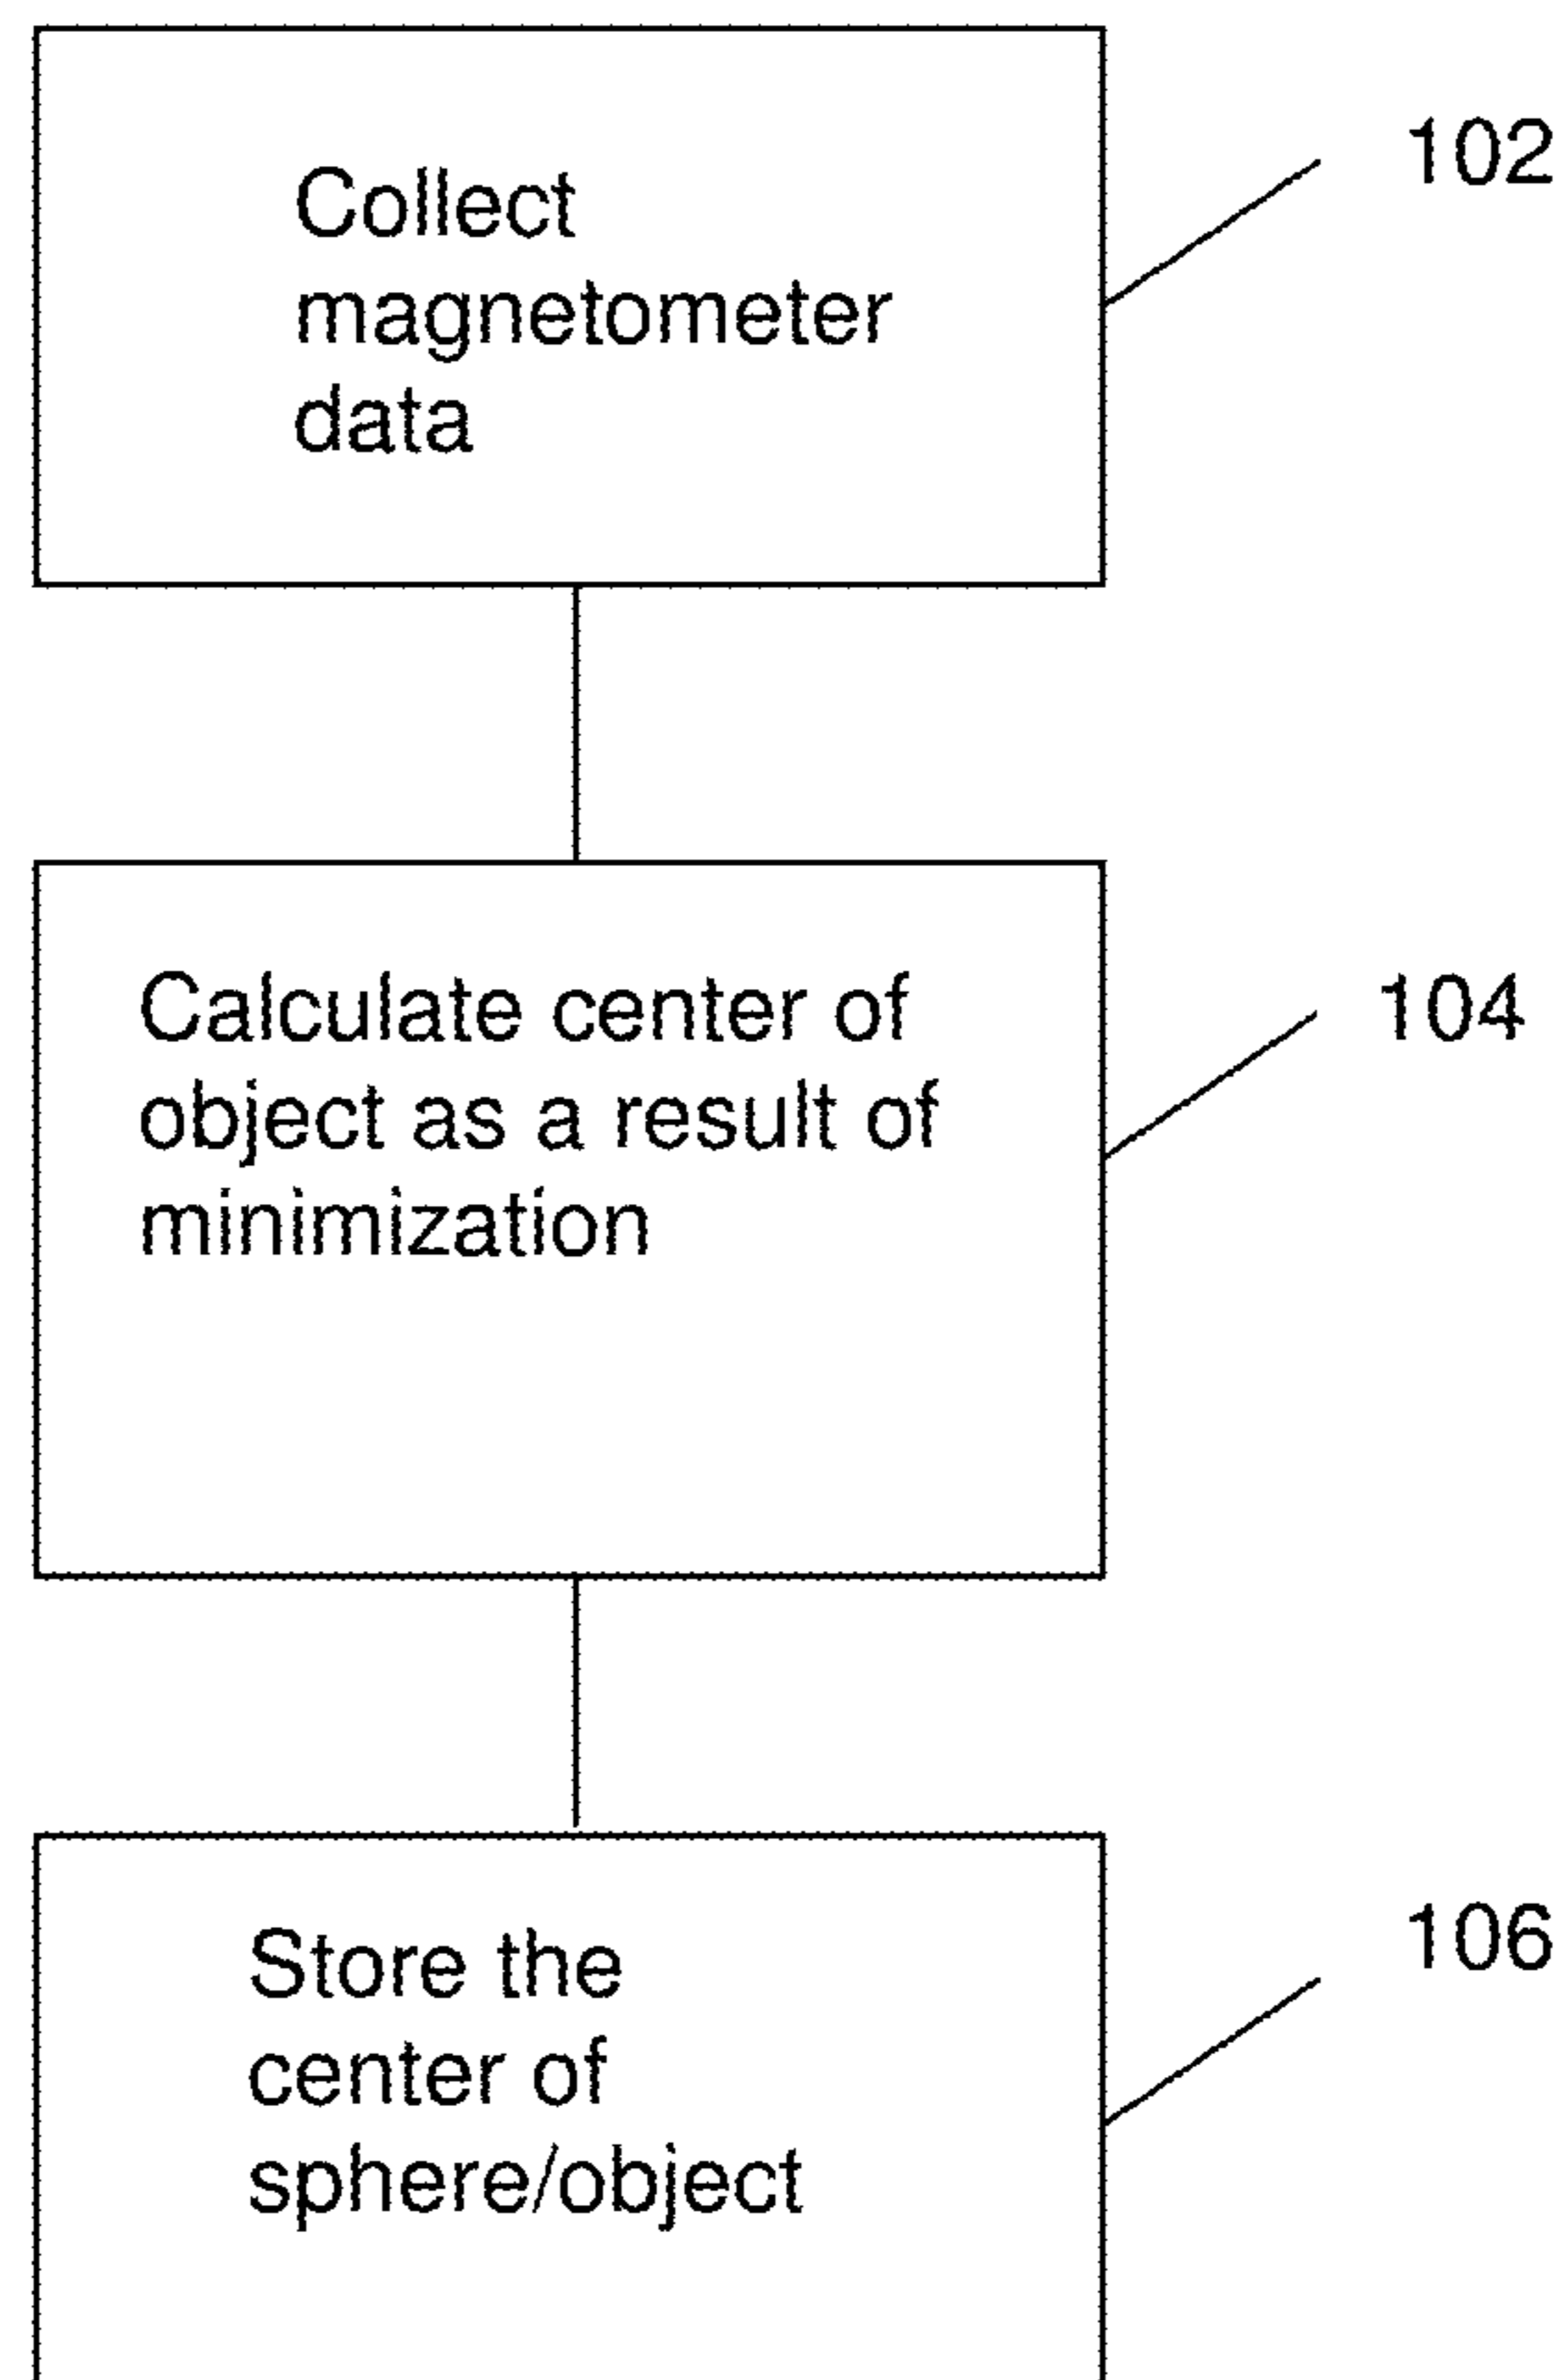 Collect
magnetometer
data
102
Calculate center of
object as a result of
minimization
104
Store the
center of
sphere/object
106